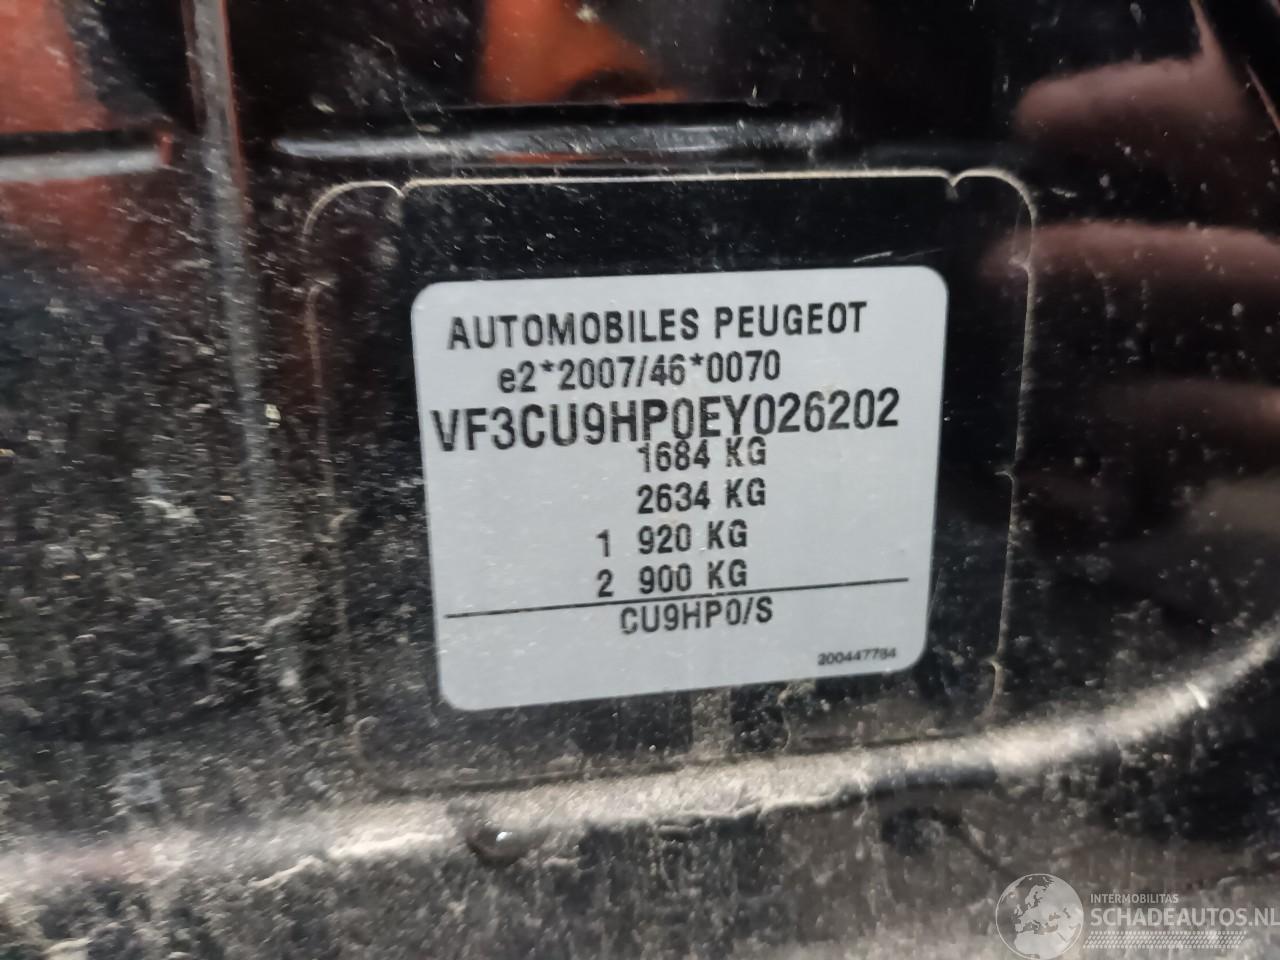 AUTOMOBILES PEUGEOT
e2*2007/46*0070
VF3CU9HP0EY026202
1684 KG
2634 KG
1 920 KG
2 900 KG
CU9HP0/S
200447784
INTERMOBILITAS
SCHADEAUTOS.NL